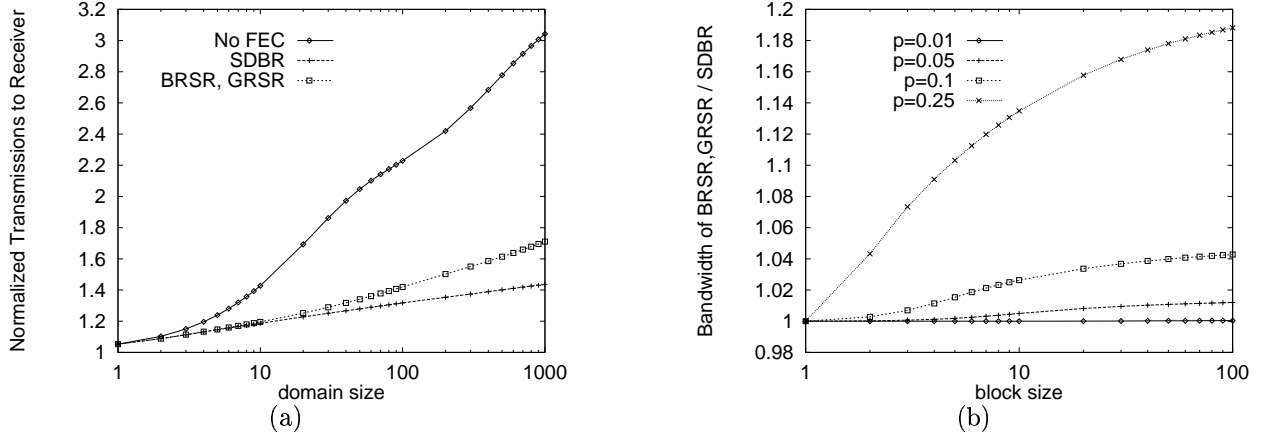 Normalized Transmissions to Receiver
3.2
3
2.8
2.6
2.4
2.2
2
1.8
1.6
1.4
1.2
1
No FEC
SDBR
BRSR, GRSR
1
10
100
1000
domain size
(a)
Bandwidth of BRSR,GRSR / SDBR
1.2
1.18
1.16
1.14
1.12
1.1
1.08
1.06
1.04
1.02
1
0.98
p=0.01
p=0.05
p=0.1
p=0.25
1
10
100
block size
(b)